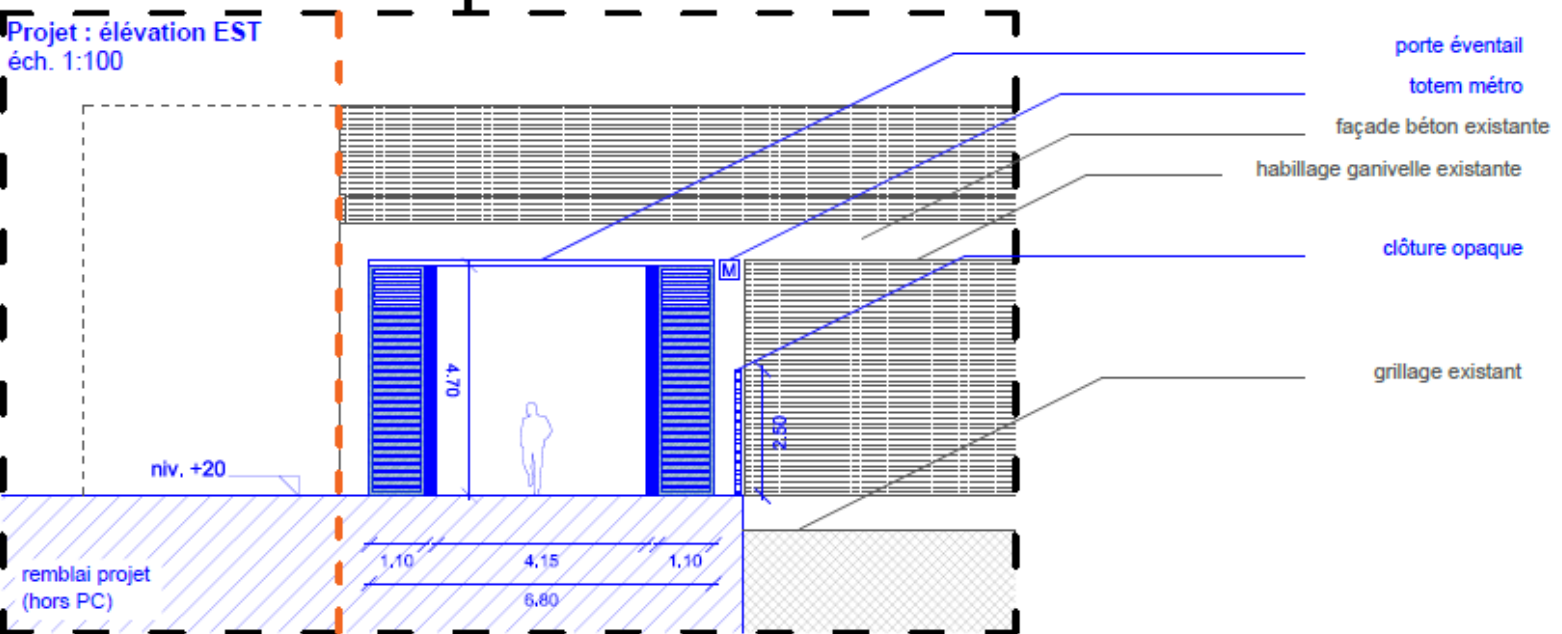 Projet : élévation EST
éch. 1:100
porte éventail
totem métro
façade béton existante
habillage ganivelle existante
clôture opaque
grillage existant
M
4.70
2.50
niv. +20
1.10
4.15
1.10
6.80
remblai projet
(hors PC)